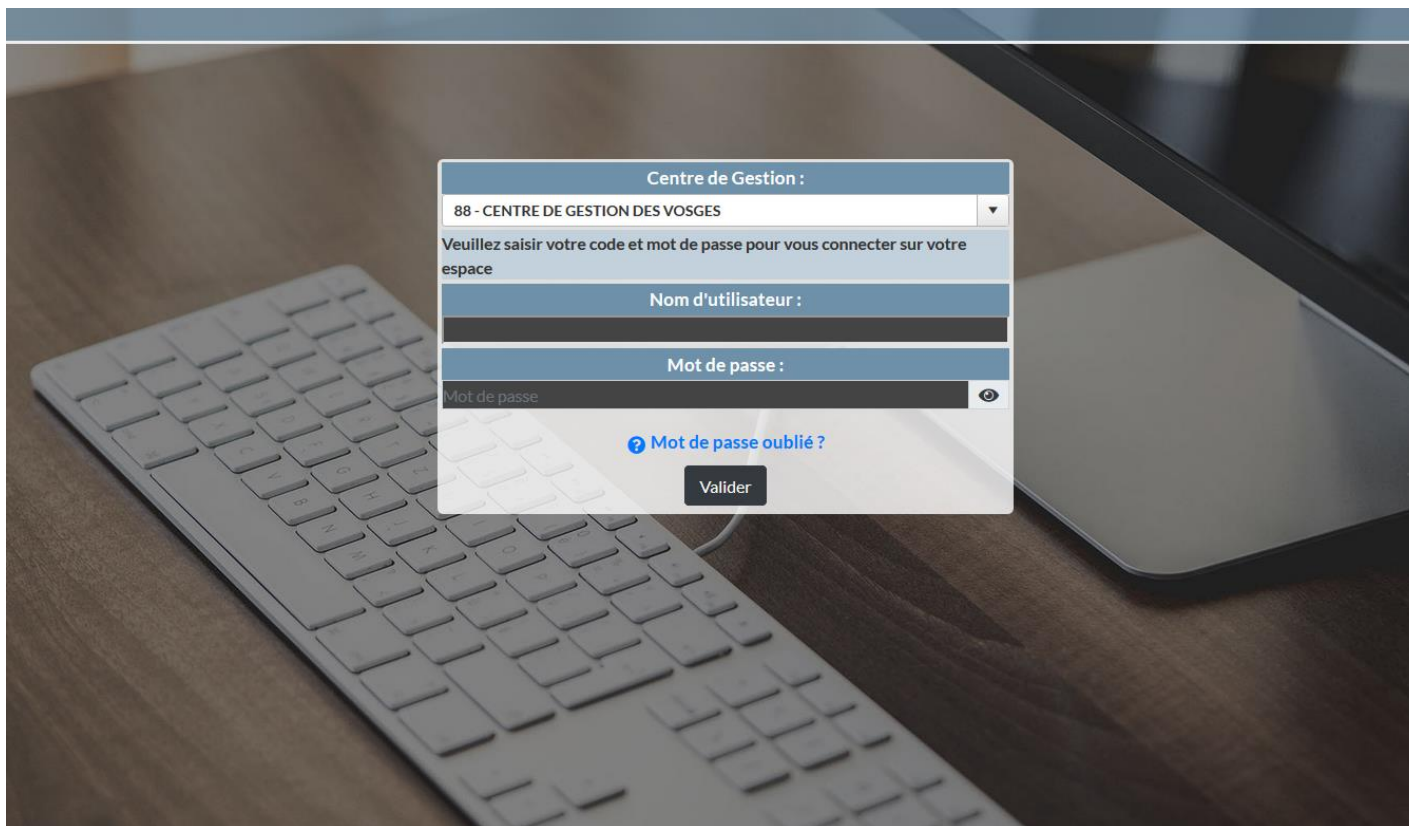 Centre de Gestion :
88 - CENTRE DE GESTION DES VOSGES
Veuillez saisir votre code et mot de passe pour vous connecter sur votre
espace
Nom d'utilisateur :
Mot de passe :
Mot de passe
Mot de passe oublié ?
Valider